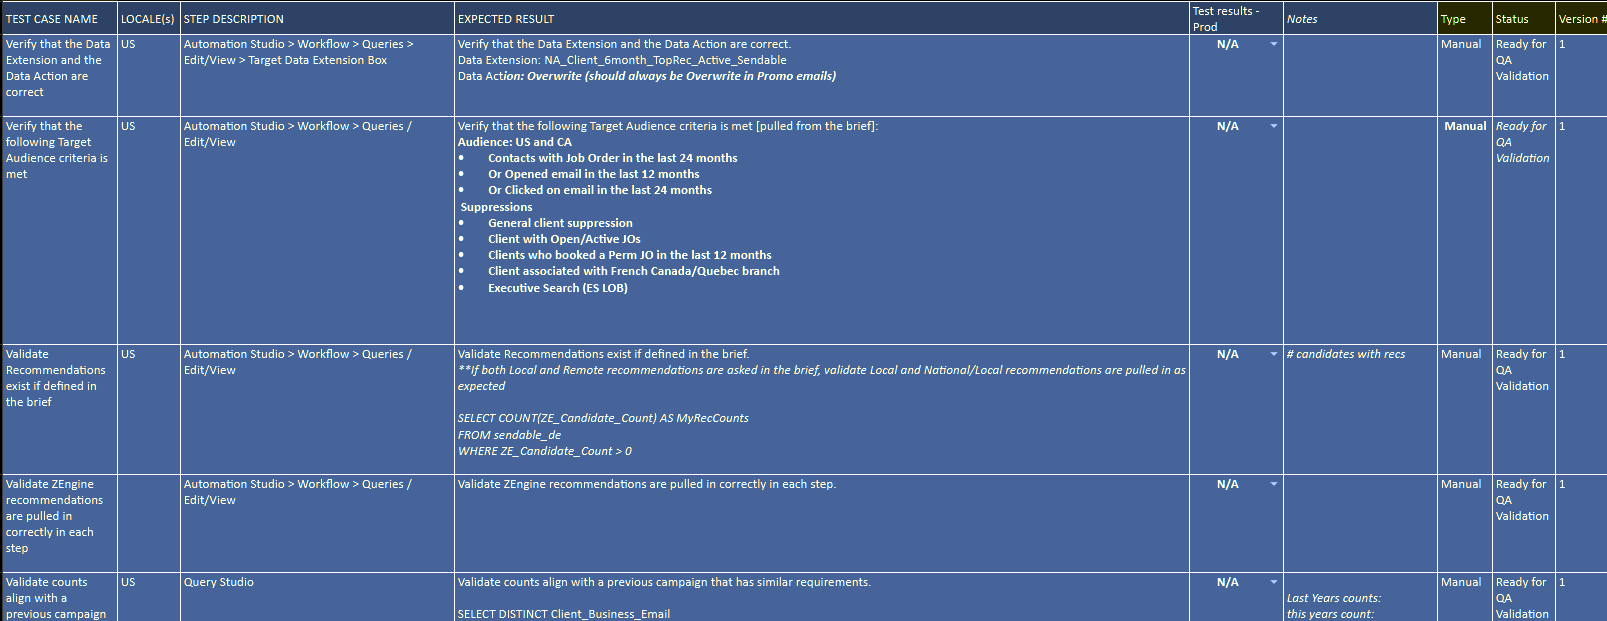 TEST CASE NAME LOCALE(s) STEP DESCRIPTION EXPECTED RESULT Test results - Prod Notes Type Status Version #
Verify that the Data
Extension and the
Data Action are
correct
US
Automation Studio > Workflow > Queries >
Edit/View > Target Data Extension Box
Verify that the Data Extension and the Data Action are correct.
Data Extension: NA_Client_6month_TopRec_Active_Sendable
Data Action: Overwrite (should always be Overwrite in Promo emails)
N/A
Manual
Ready for
QA
Validation
1
Verify that the
following Target
Audience criteria is
met
US
Automation Studio > Workflow > Queries /
Edit/View
Verify that the following Target Audience criteria is met [pulled from the brief]:
Audience: US and CA
• Contacts with Job Order in the last 24 months
• Or Opened email in the last 12 months
• Or Clicked on email in the last 24 months
Suppressions
• General client suppression
• Client with Open/Active JOs
• Clients who booked a Perm JO in the last 12 months
• Client associated with French Canada/Quebec branch
• Executive Search (ES LOB)
N/A
Manual
Ready for
QA
Validation
1
Validate
Recommendations
exist if defined in
the brief
US
Automation Studio > Workflow > Queries /
Edit/View
Validate Recommendations exist if defined in the brief.
**If both Local and Remote recommendations are asked in the brief, validate Local and National/Local recommendations are pulled in as
expected
SELECT COUNT(ZE_Candidate_Count) AS MyRecCounts
FROM sendable_de
WHERE ZE_Candidate_Count > 0
N/A
# candidates with recs
Manual
Ready for
QA
Validation
1
Validate ZEngine
recommendations
are pulled in
correctly in each
step
Automation Studio > Workflow > Queries /
Edit/View
Validate ZEngine recommendations are pulled in correctly in each step.
N/A
Manual
Ready for
QA
Validation
1
Validate counts
align with a
previous campaign
US
Query Studio
Validate counts align with a previous campaign that has similar requirements.
SELECT DISTINCT Client_Business_Email
N/A
Last Years counts:
this years count:
Manual
Ready for
QA
Validation
1